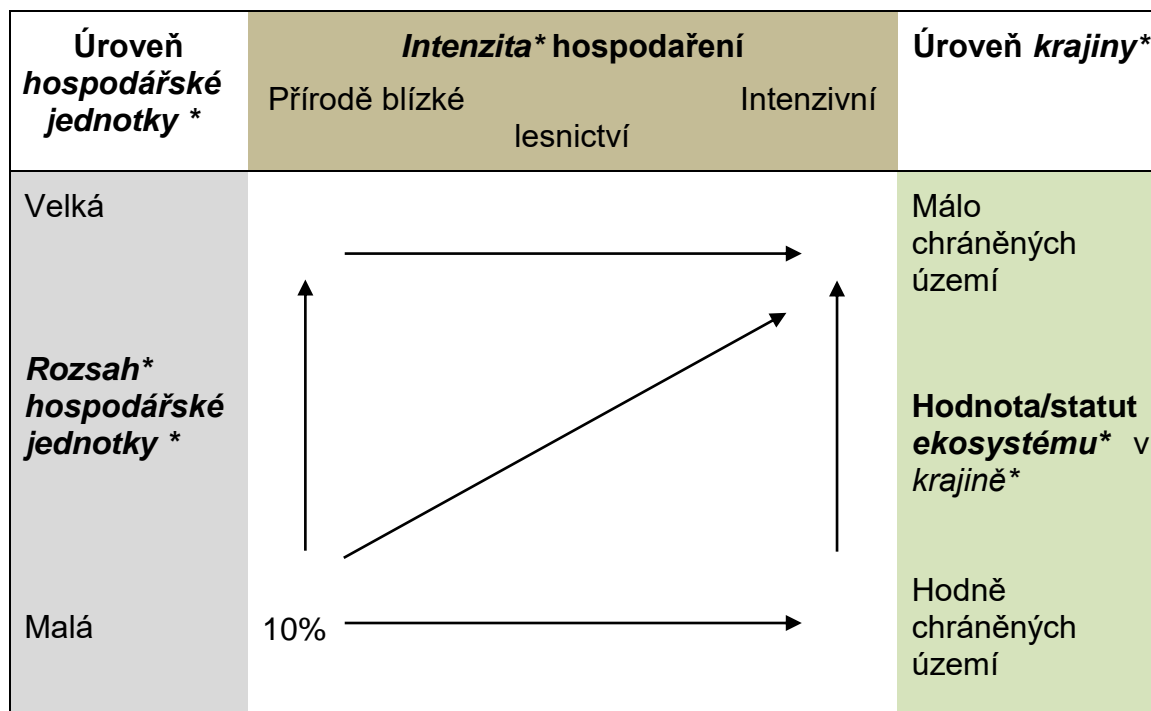 Úroveň
hospodářské
jednotky *
Intenzita* hospodaření
Přírodě blízké Intenzivní
lesnictví
Úroveň krajiny*
Velká
Rozsah*
hospodářské
jednotky *
Malá
10%
Málo
chráněných
území
Hodnota/statut
ekosystému* v
krajině*
Hodně
chráněných
území